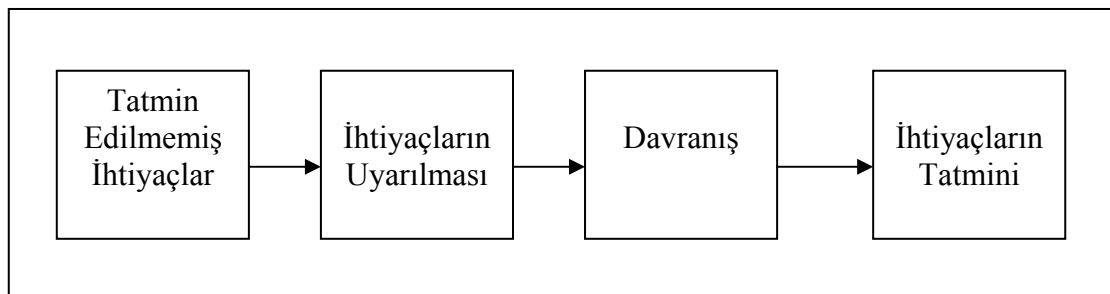 Tatmin
Edilmemiş
İhtiyaçlar
İhtiyaçların
Uyarılması
Davranış
İhtiyaçların
Tatmini